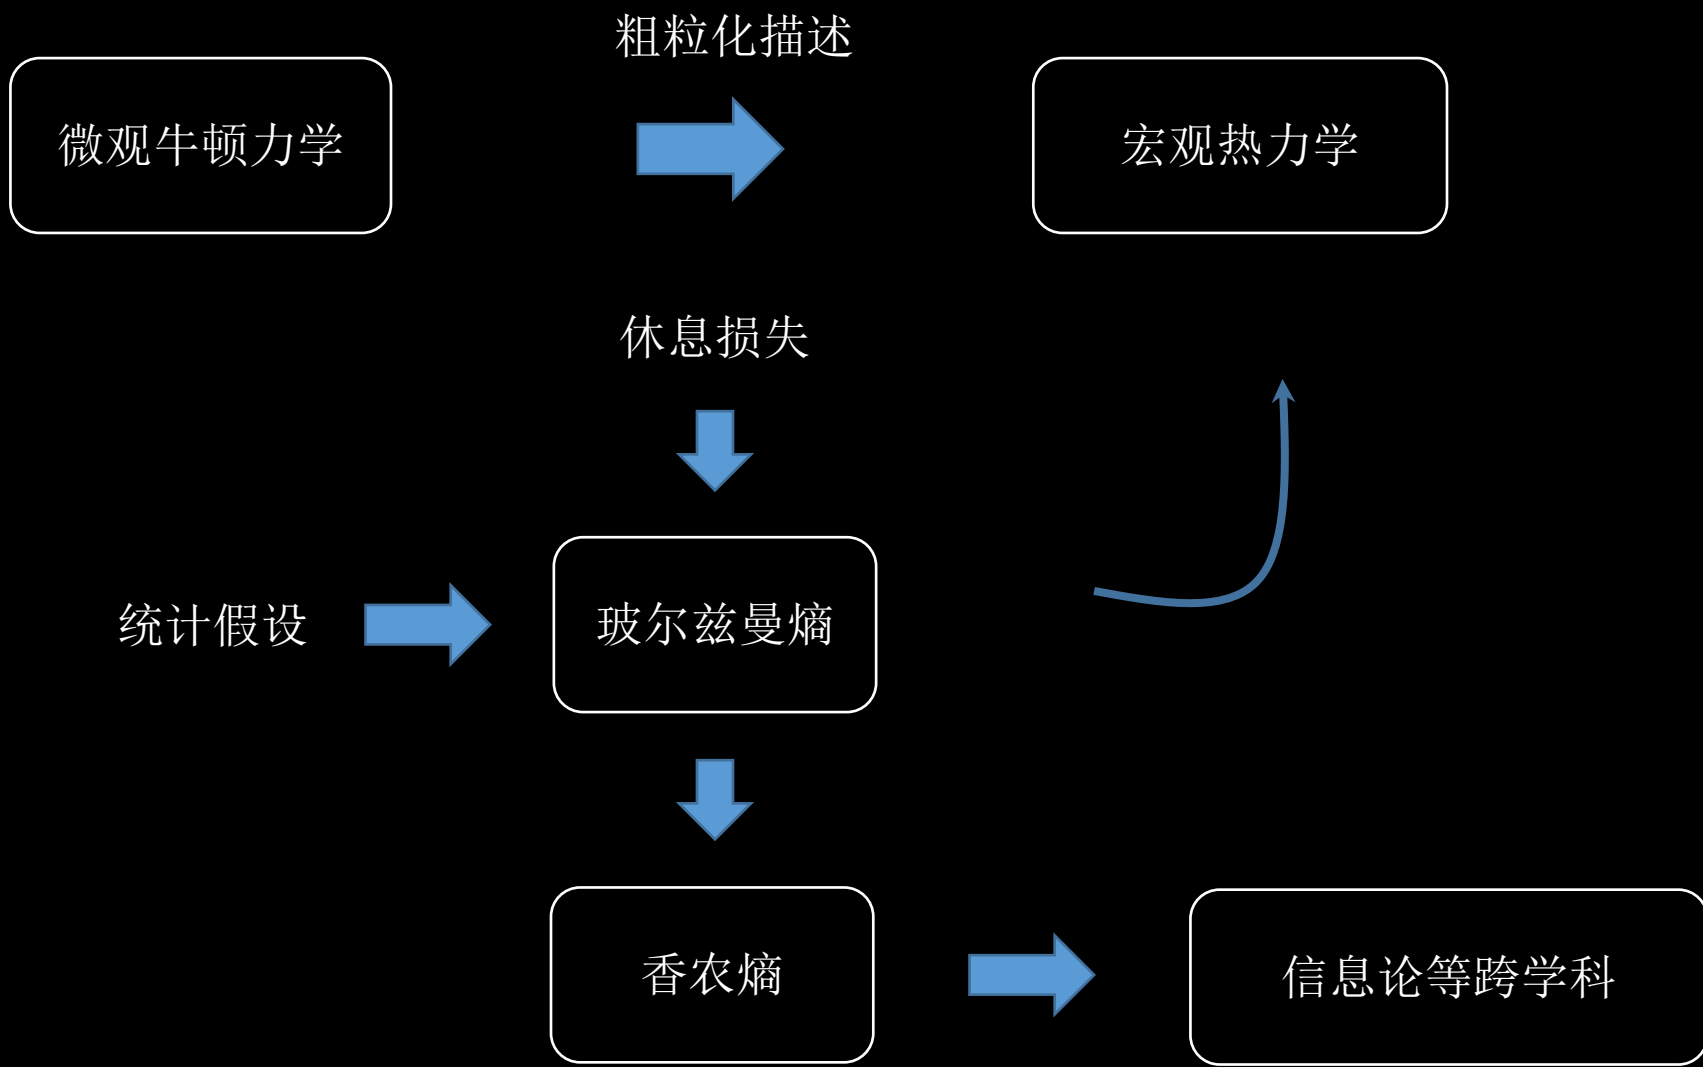 粗粒化描述
微观牛顿力学
宏观热力学
休息损失
统计假设
玻尔兹曼熵
香农熵
信息论等跨学科